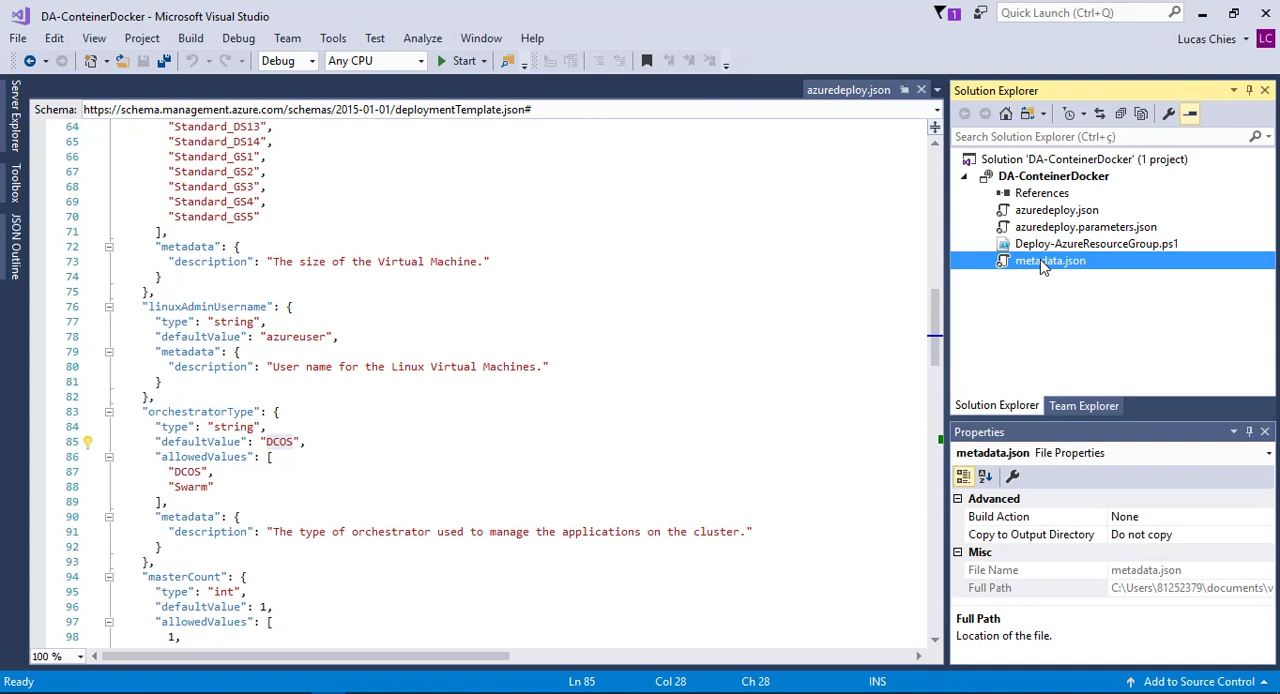 DA-ConteinerDocker - Microsoft Visual Studio
1
Quick Launch (Ctrl+Q)
File Edit View Project Build Debug Team Tools Test Analyze Window Help
Lucas Chies LC
Debug Any CPU Start
Server Explorer
Toolbox
JSON Outline
azuredeploy.json
Schema: https://schema.management.azure.com/schemas/2015-01-01/deploymentTemplate.json#
64 "Standard_DS13",
65 "Standard_DS14",
66 "Standard_GS1",
67 "Standard_GS2",
68 "Standard_GS3",
69 "Standard_GS4",
70 "Standard_GS5"
71 ],
72 "metadata": {
73 "description": "The size of the Virtual Machine."
74 }
75 },
76 "linuxAdminUsername": {
77 "type": "string",
78 "defaultValue": "azureuser",
79 "metadata": {
80 "description": "User name for the Linux Virtual Machines."
81 }
82 },
83 "orchestratorType": {
84 "type": "string",
85 "defaultValue": "DCOS",
86 "allowedValues": [
87 "DCOS",
88 "Swarm"
89 ],
90 "metadata": {
91 "description": "The type of orchestrator used to manage the applications on the cluster."
92 }
93 },
94 "masterCount": {
95 "type": "int",
96 "defaultValue": 1,
97 "allowedValues": [
98 1,
100 %
Solution Explorer
Search Solution Explorer (Ctrl+ç)
Solution 'DA-ConteinerDocker' (1 project)
DA-ConteinerDocker
References
azuredeploy.json
azuredeploy.parameters.json
Deploy-AzureResourceGroup.ps1
metadata.json
Solution Explorer Team Explorer
Properties
metadata.json File Properties
Advanced
Build Action None
Copy to Output Directory Do not copy
Misc
File Name metadata.json
Full Path C:\Users\81252379\documents\v
Full Path
Location of the file.
Ready Ln 85 Col 28 Ch 28 INS Add to Source Control